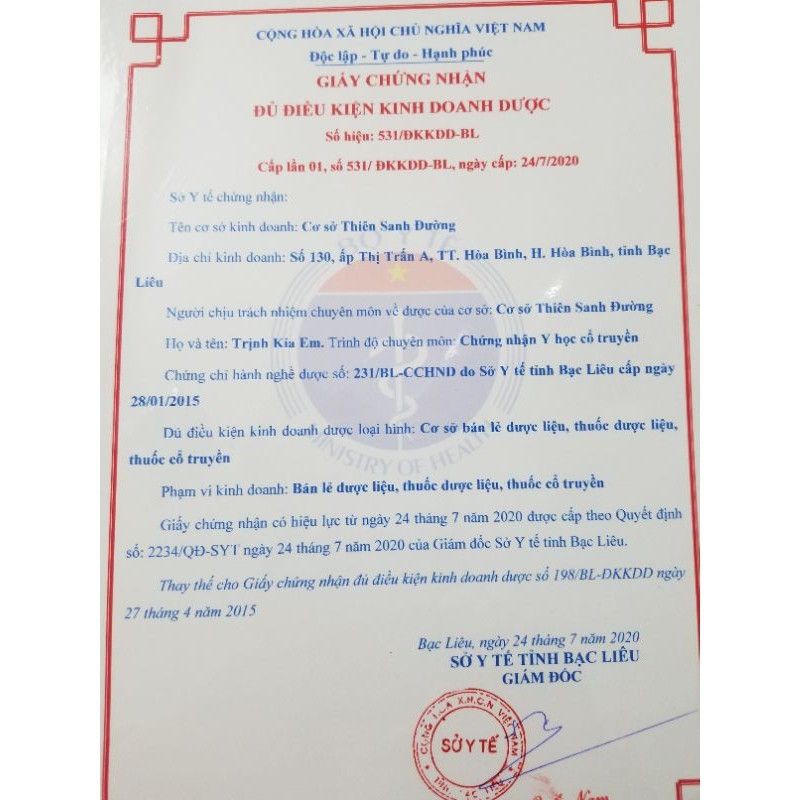 CỘNG HÒA XÃ HỘI CHỦ NGHĨA VIỆT NAM
Độc lập - Tự do - Hạnh phúc
GIẤY CHỨNG NHẬN
ĐỦ ĐIỀU KIỆN KINH DOANH DƯỢC
Số hiệu: 531/ĐKKDD-BL
Cấp lần 01, số 531/ ĐKKDD-BL, ngày cấp: 24/7/2020
Sở Y tế chứng nhận:
Tên cơ sở kinh doanh: Cơ sở Thiên Sanh Đường
Địa chỉ kinh doanh: Số 130, ấp Thị Trấn A, TT. Hòa Bình, H. Hòa Bình, tỉnh Bạc
Liêu
Người chịu trách nhiệm chuyên môn về dược của cơ sở: Cơ sở Thiên Sanh Đường
Họ và tên: Trịnh Kía Em. Trình độ chuyên môn: Chứng nhận Y học cổ truyền
Chứng chỉ hành nghề dược số: 231/BL-CCHND do Sở Y tế tỉnh Bạc Liêu cấp ngày
28/01/2015
Đủ điều kiện kinh doanh dược loại hình: Cơ sở bán lẻ dược liệu, thuốc dược liệu,
thuốc cổ truyền
Phạm vi kinh doanh: Bán lẻ dược liệu, thuốc dược liệu, thuốc cổ truyền
Giấy chứng nhận có hiệu lực từ ngày 24 tháng 7 năm 2020 được cấp theo Quyết định
số: 2234/QĐ-SYT ngày 24 tháng 7 năm 2020 của Giám đốc Sở Y tế tỉnh Bạc Liêu.
Thay thế cho Giấy chứng nhận đủ điều kiện kinh doanh dược số 198/BL-ĐKKDD ngày
27 tháng 4 năm 2015
Bạc Liêu, ngày 24 tháng 7 năm 2020
SỞ Y TẾ TỈNH BẠC LIÊU
GIÁM ĐỐC
X.H.C.N VIỆT NAM
SỞ Y TẾ
BỘ Y TẾ
MINISTRY OF HEALTH
Nam